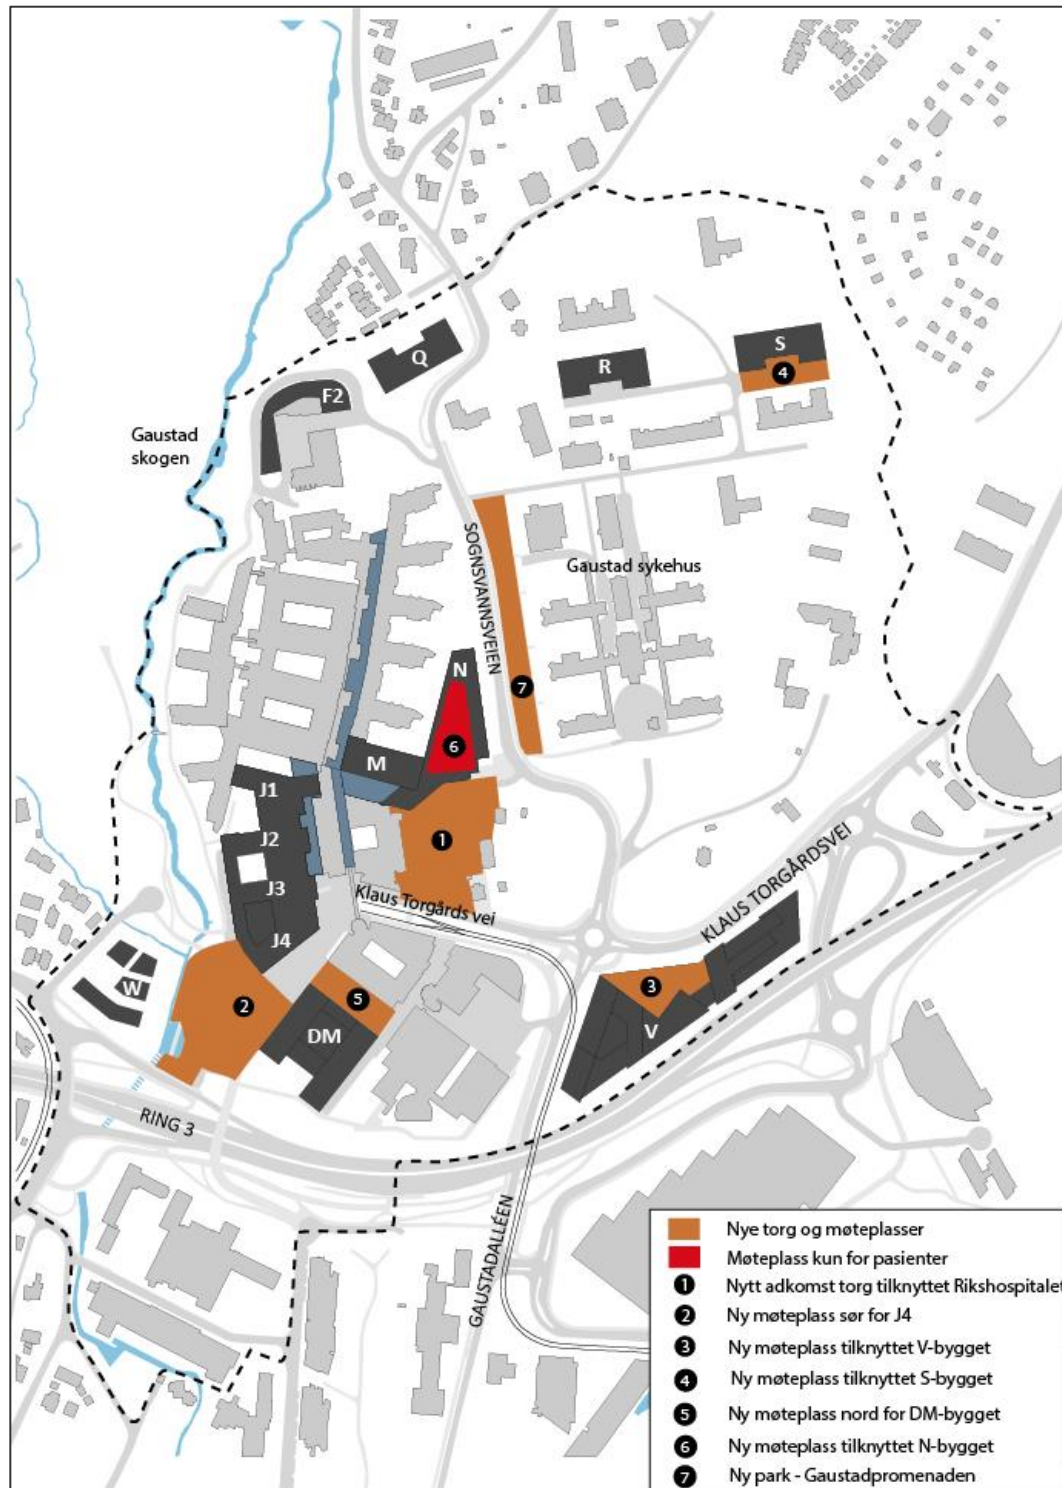 Q
F2
R
S
4
Gaustad
skogen
SOGNSVANNSVEIEN
Gaustad sykehus
N
7
6
M
J1
1
J2
J3
Klaus Torgårds vei
KLAUS TORGÅRDSVEI
J4
W
2
5
3
DM
V
RING 3
GAUSTADALLÉEN
Nye torg og møteplasser
Møteplass kun for pasienter
1 Nytt adkomst torg tilknyttet Rikshospitalet
2 Ny møteplass sør for J4
3 Ny møteplass tilknyttet V-bygget
4 Ny møteplass tilknyttet S-bygget
5 Ny møteplass nord for DM-bygget
6 Ny møteplass tilknyttet N-bygget
7 Ny park - Gaustadpromenaden